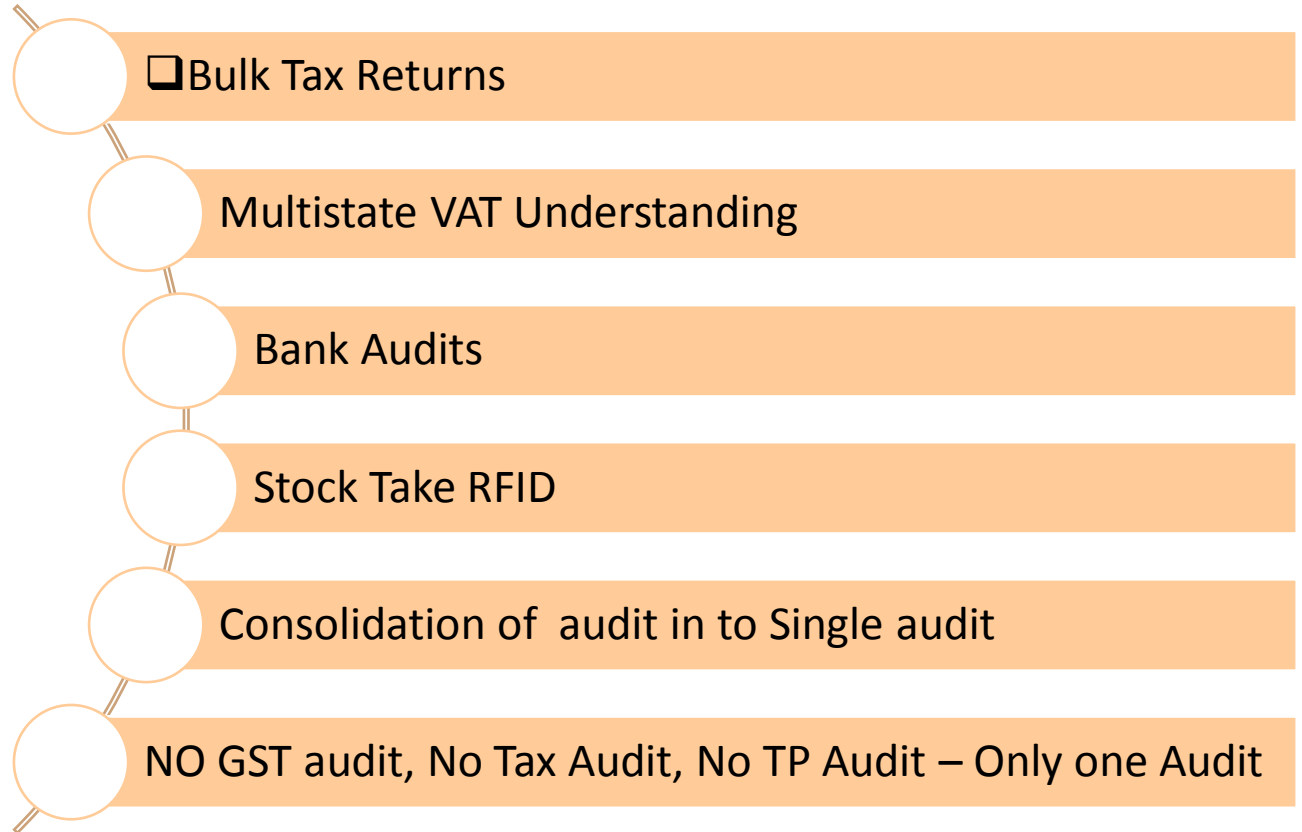 ❑Bulk Tax Returns
Multistate VAT Understanding
Bank Audits
Stock Take RFID
Consolidation of  audit in to Single audit
NO GST audit, No Tax Audit, No TP Audit – Only one Audit